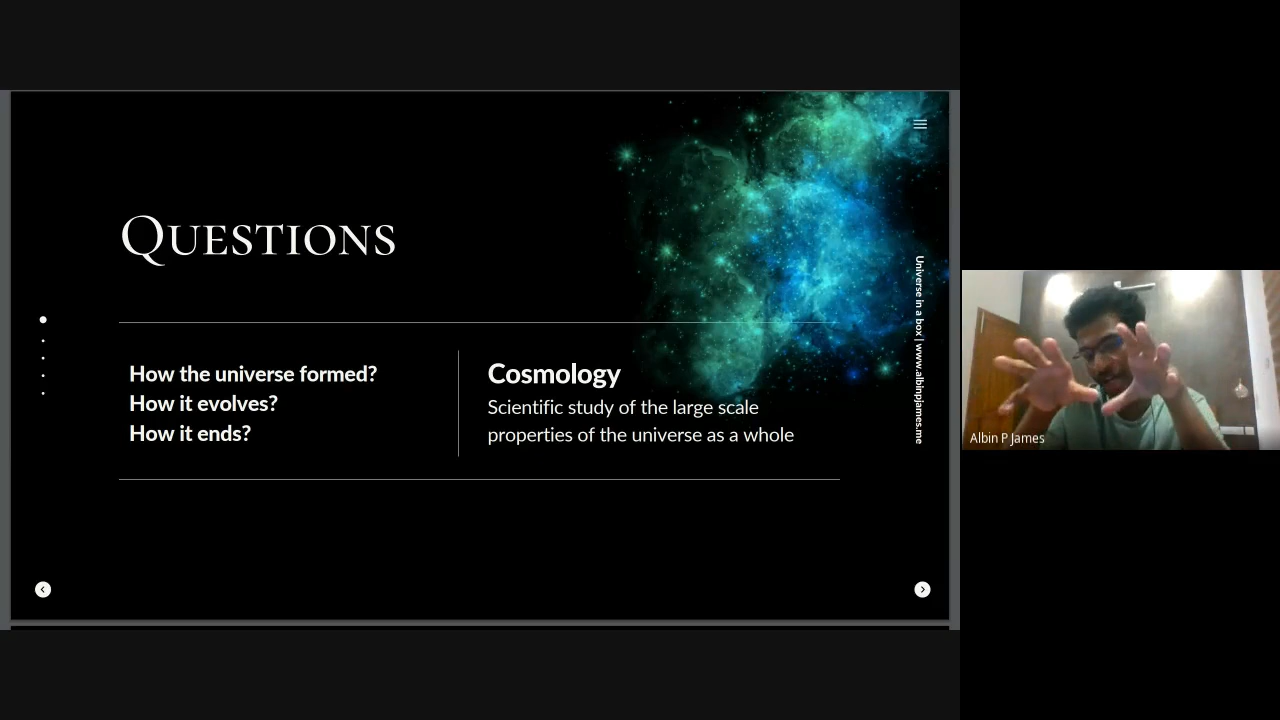 Questions
How the universe formed?
How it evolves?
How it ends?
Cosmology
Scientific study of the large scale
properties of the universe as a whole
Universe in a box | www.albinpjames.me
Albin P James